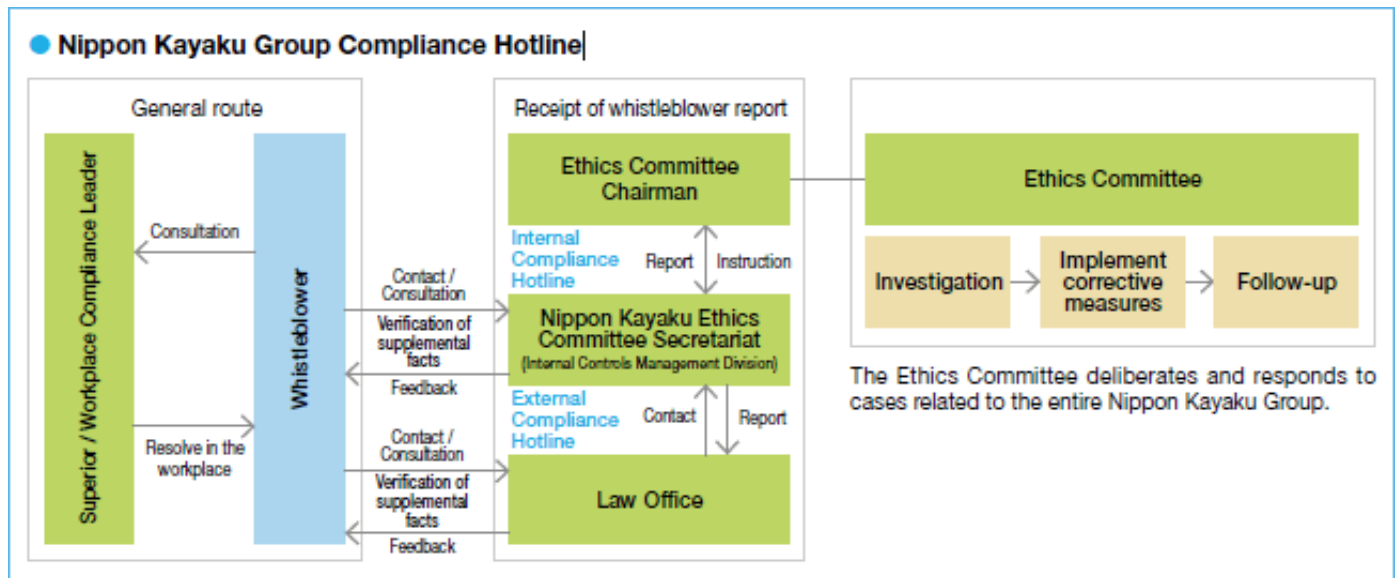 Nippon Kayaku Group Compliance Hotline
General route
Superior / Workplace Compliance Leader
Consultation
Resolve in the
workplace
Whistleblower
Contact /
Consultation
Verification of
supplemental
facts
Feedback
Contact /
Consultation
Verification of
supplemental
facts
Feedback
Receipt of whistleblower report
Ethics Committee
Chairman
Internal
Compliance
Hotline
Report
Instruction
Nippon Kayaku Ethics
Committee Secretariat
(Internal Controls Management Division)
External
Compliance
Hotline
Contact
Report
Law Office
Ethics Committee
Investigation
Implement
corrective
measures
Follow-up
The Ethics Committee deliberates and responds to
cases related to the entire Nippon Kayaku Group.